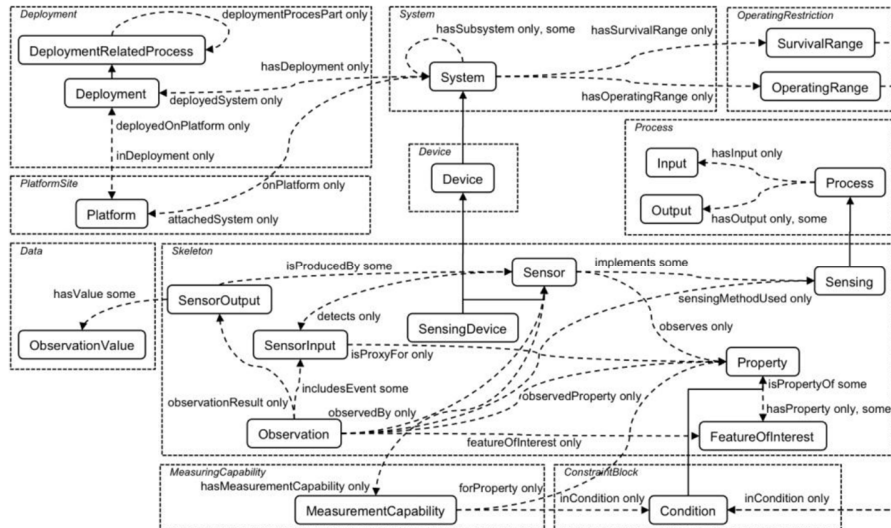 Deployment
deploymentProcesPart only
DeploymentRelatedProcess
Deployment
hasDeployment only
deployedSystem only
deployedOnPlatform only
inDeployment only
System
hasSubsystem only, some
System
hasSurvivalRange only
hasOperatingRange only
OperatingRestriction
SurvivalRange
OperatingRange
Process
Input
hasInput only
Process
Output
hasOutput only, some
Device
Device
PlatformSite
Platform
onPlatform only
attachedSystem only
Data
hasValue some
ObservationValue
Skeleton
isProducedBy some
Sensor
implements some
SensorOutput
Sensing
sensingMethodUsed only
detects only
SensingDevice
observes only
SensorInput
isProxyFor only
Property
isPropertyOf some
includesEvent some
observationResult only
observedBy only
observedProperty only
hasProperty only, some
Observation
featureOfInterest only
FeatureOfInterest
MeasuringCapability
hasMeasurementCapability only
forProperty only
MeasurementCapability
ConstraintBlock
inCondition only
Condition
inCondition only